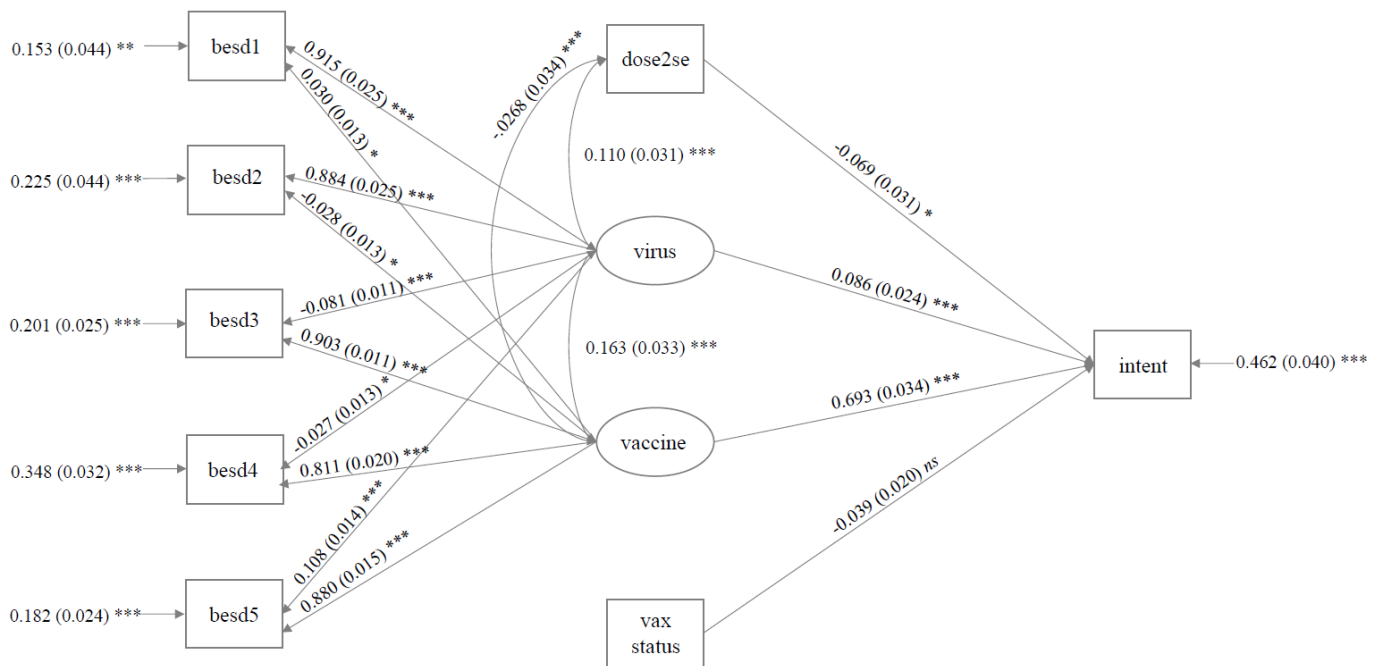 0.153 (0.044) **
besd1
0.915 (0.025) ***
0.030 (0.013) *
-.0268 (0.034) ***
dose2se
0.110 (0.031) ***
-0.069 (0.031) *
0.225 (0.044) ***
besd2
0.884 (0.025) ***
-0.028 (0.013) *
virus
0.086 (0.024) ***
0.201 (0.025) ***
besd3
-0.081 (0.011) ***
0.903 (0.011) ***
0.163 (0.033) ***
intent
0.462 (0.040) ***
0.693 (0.034) ***
0.348 (0.032) ***
besd4
-0.027 (0.013) *
0.811 (0.020) ***
vaccine
-0.039 (0.020) ns
0.182 (0.024) ***
besd5
0.108 (0.014) ***
0.880 (0.015) ***
vax
status